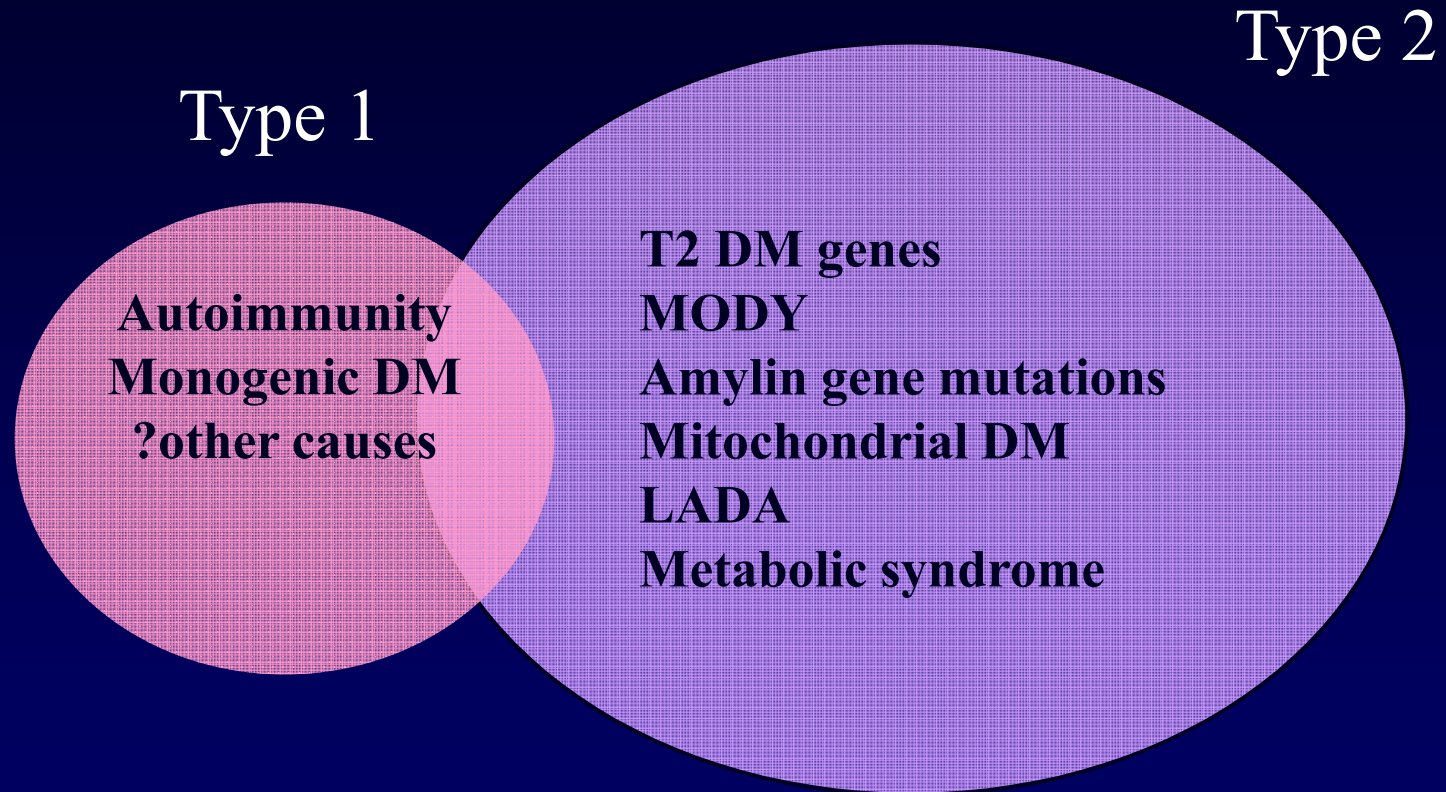 Type 1
Autoimmunity
Monogenic DM
?other causes
Type 2
T2 DM genes
MODY
Amylin gene mutations
Mitochondrial DM
LADA
Metabolic syndrome